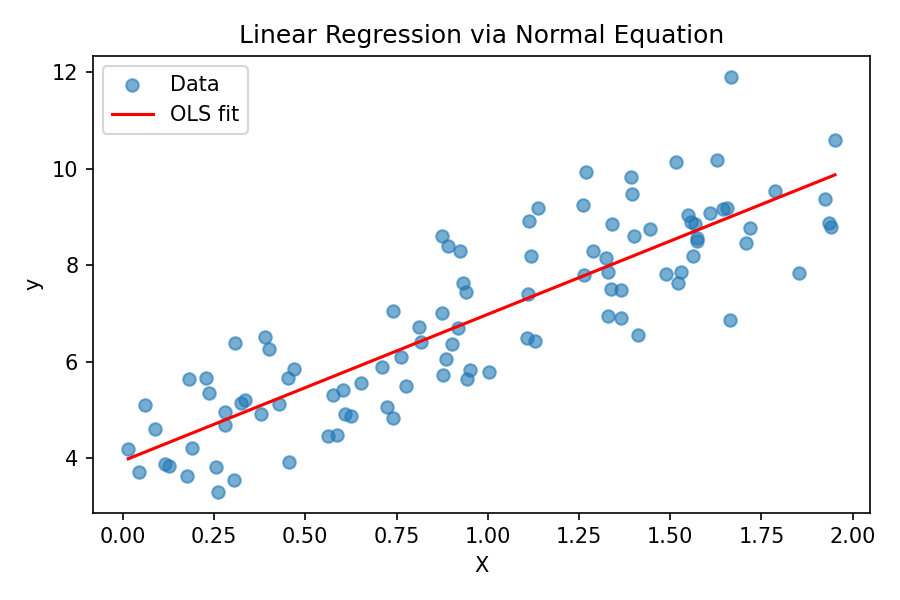 Linear Regression via Normal Equation
Data
OLS fit
12
10
8
6
4
y
0.00 0.25 0.50 0.75 1.00 1.25 1.50 1.75 2.00
X